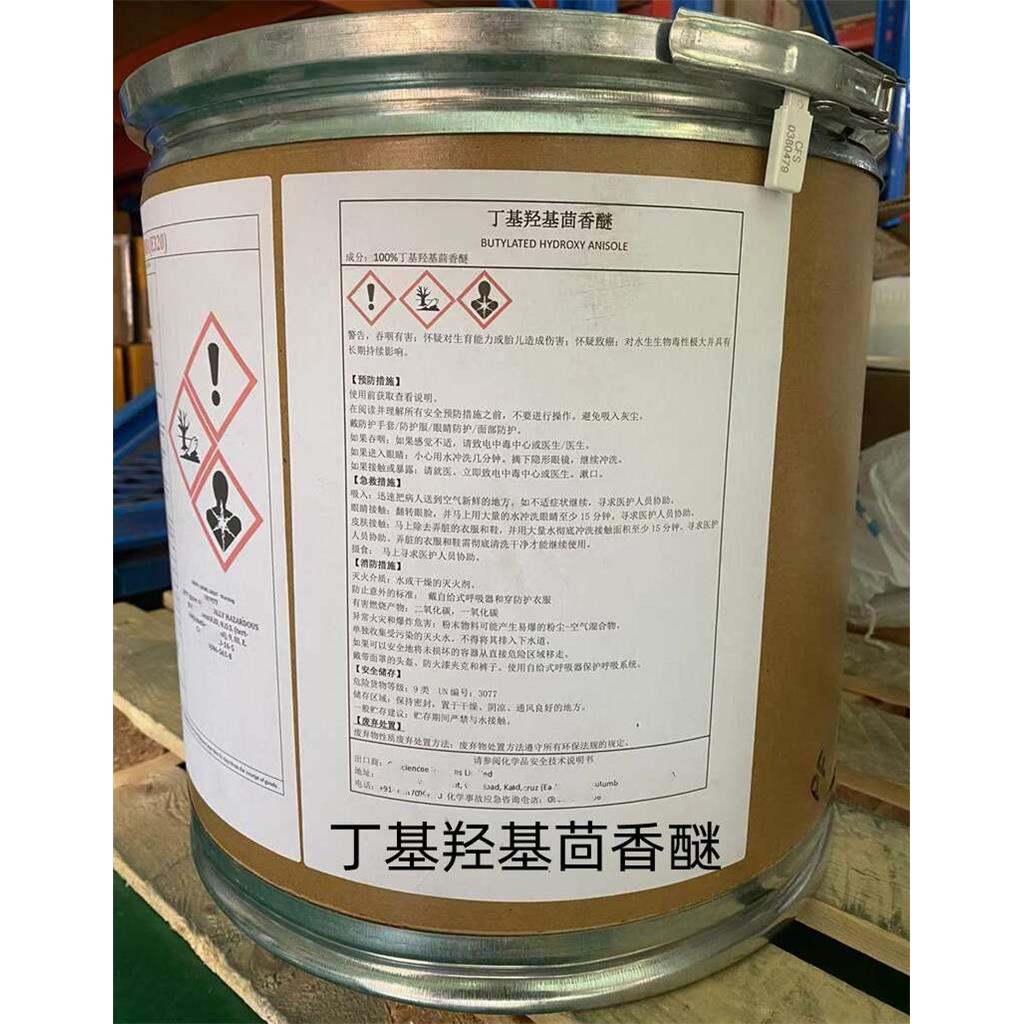 CFS
0380479
(E320)
丁基羟基茴香醚
BUTYLATED HYDROXY ANISOLE
成分：100%丁基羟基茴香醚
警告，吞咽有害；怀疑对生育能力或胎儿造成伤害；怀疑致癌；对水生生物毒性极大并具有
长期持续影响。
【预防措施】
使用前获取查看说明。
在阅读并理解所有安全预防措施之前，不要进行操作。避免吸入灰尘。
戴防护手套/防护服/眼睛防护/面部防护。
如果吞咽：如果感觉不适，请致电中毒中心或医生/医生。
如果进入眼睛：小心用水冲洗几分钟。摘下隐形眼镜，继续冲洗。
如果接触或暴露：请就医、立即致电中毒中心或医生。漱口。
【急救措施】
吸入：迅速把病人送到空气新鲜的地方。如不适症状继续，寻求医护人员协助。
眼睛接触：翻转眼脸，并马上用大量的水冲洗眼睛至少 15 分钟。寻求医护人员协助。
皮肤接触：马上除去弄脏的衣服和鞋，并用大量水彻底冲洗接触面积至少 15 分钟。寻求医护
人员协助。弄脏的衣服和鞋需彻底清洗干净才能继续使用。
摄食： 马上寻求医护人员协助。
【消防措施】
灭火介质：水或干燥的灭火剂。
防止意外的标准： 戴自给式呼吸器和穿防护衣服
有害燃烧产物：二氧化碳，一氧化碳
异常火灾和爆炸危害：粉末物料可能产生易爆的粉尘-空气混合物。
单独收集受污染的灭火水。不得将其排入下水道。
如果可以安全地将未损坏的容器从直接危险区域移走。
戴带面罩的头盔、防火漆夹克和裤子。使用自给式呼吸器保护呼吸系统。
【安全储存】
危险货物等级：9 类 UN 编号：3077
储存区域：保持密封，置于干燥、阴凉、通风良好的地方。
一般贮存建议：贮存期间严禁与水接触。
【废弃处置】
废弃物性质废弃处置方法：废弃物处置方法遵守所有环保法规的规定。
请参阅化学品安全技术说明书
出口商：
地址：
电话： 化学事故应急咨询电话：
ALLY HAZARDOUS
丁基羟基茴香醚